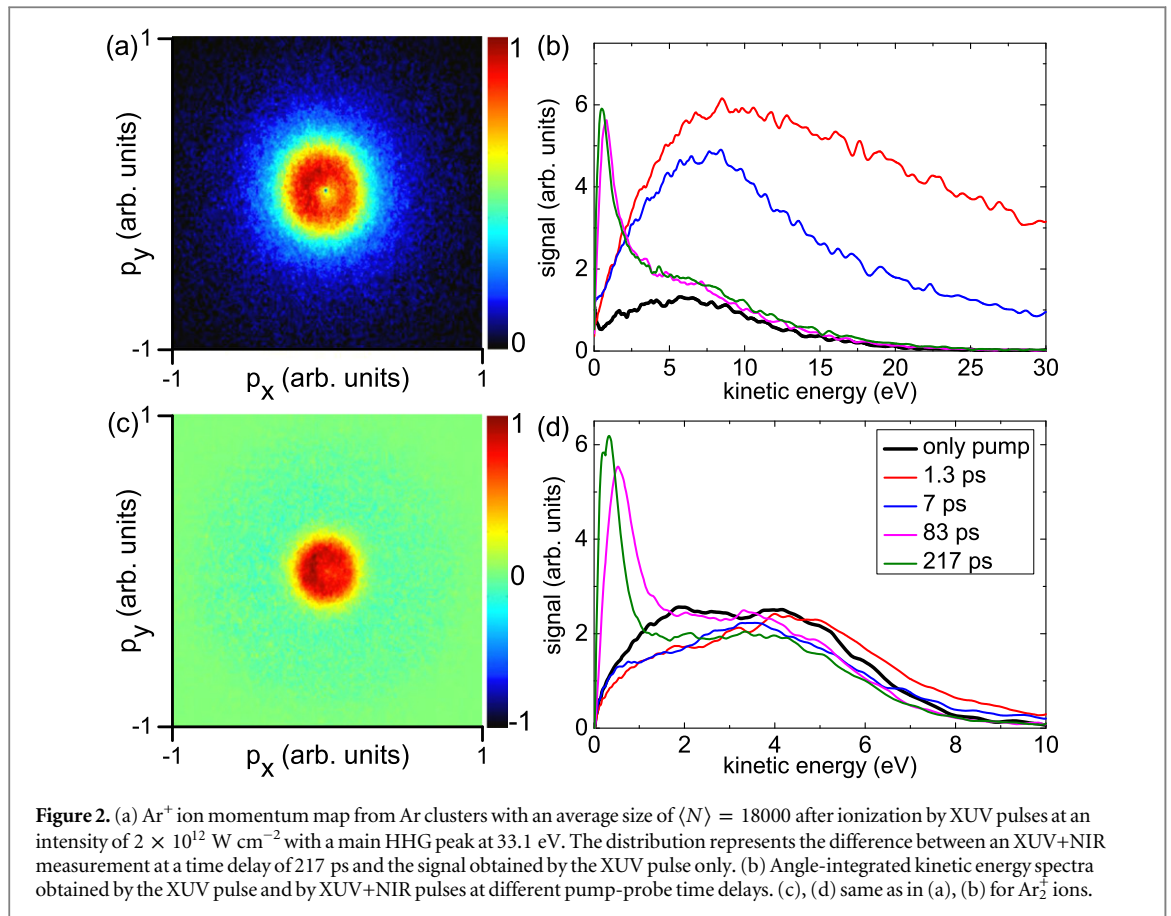 (a)
1
1
p_y (arb. units)
0
-1
-1
p_x (arb. units)
1
(b)
6
4
2
0
signal (arb. units)
0 5 10 15 20 25 30
kinetic energy (eV)
(c)
1
1
p_y (arb. units)
0
-1
-1
-1
p_x (arb. units)
1
(d)
6
4
2
0
signal (arb. units)
only pump
1.3 ps
7 ps
83 ps
217 ps
0 2 4 6 8 10
kinetic energy (eV)
Figure 2. (a) Ar⁺ ion momentum map from Ar clusters with an average size of ⟨N⟩ = 18000 after ionization by XUV pulses at an
intensity of 2 × 10¹² W cm⁻² with a main HHG peak at 33.1 eV. The distribution represents the difference between an XUV+NIR
measurement at a time delay of 217 ps and the signal obtained by the XUV pulse only. (b) Angle-integrated kinetic energy spectra
obtained by the XUV pulse and by XUV+NIR pulses at different pump-probe time delays. (c), (d) same as in (a), (b) for Ar₂⁺ ions.